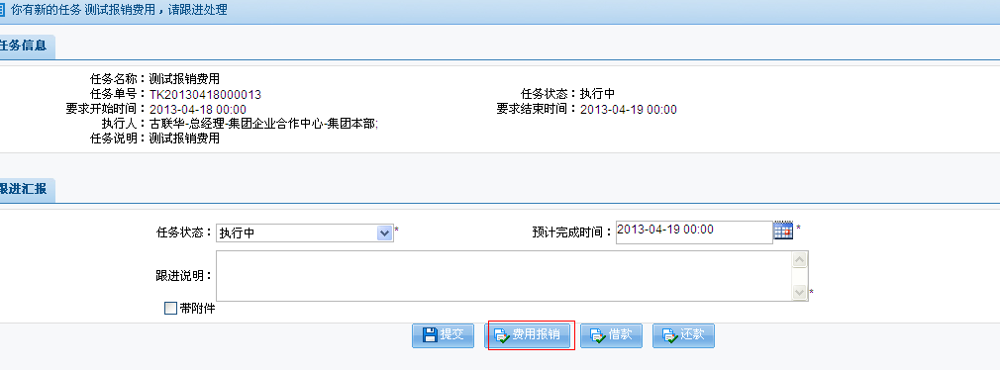 你有新的任务 测试报销费用，请跟进处理
任务信息
任务名称：测试报销费用
任务单号：TK20130418000013 任务状态：执行中
要求开始时间：2013-04-18 00:00 要求结束时间：2013-04-19 00:00
执行人：古联华-总经理-集团企业合作中心-集团本部;
任务说明：测试报销费用
跟进汇报
任务状态：执行中* 预计完成时间：2013-04-19 00:00 *
跟进说明：*
带附件
提交 费用报销 借款 还款